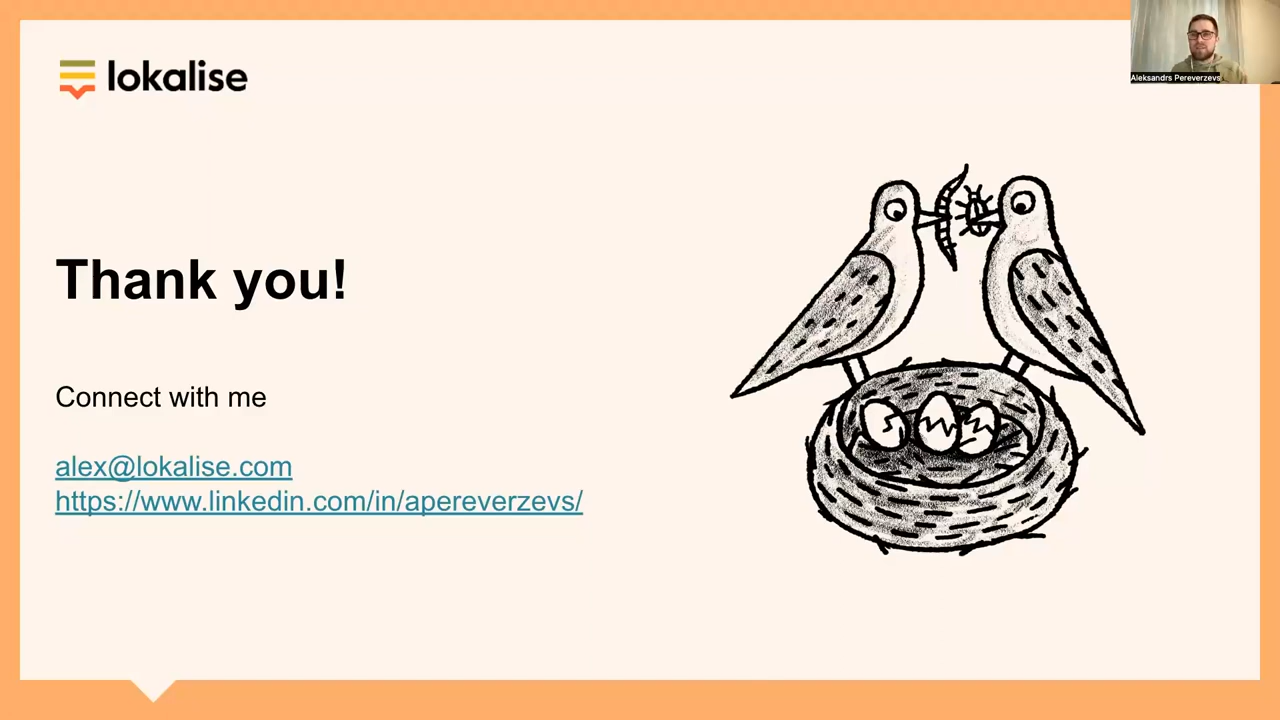 lokalise
Aleksandrs Pereverzevs
Thank you!
Connect with me
alex@lokalise.com
https://www.linkedin.com/in/apereverzevs/